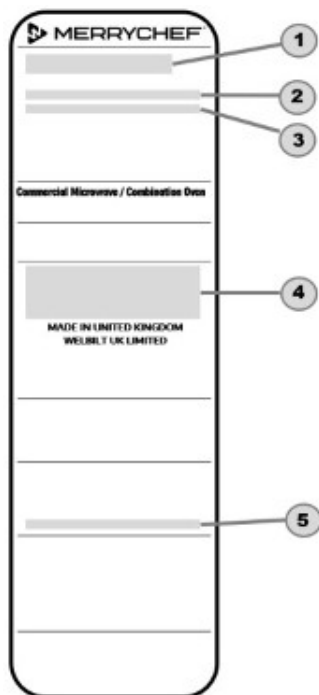 MERRYCHEF
1
2
3
Commercial Microwave / Combination Oven
4
MADE IN UNITED KINGDOM
WELBILT UK LIMITED
5